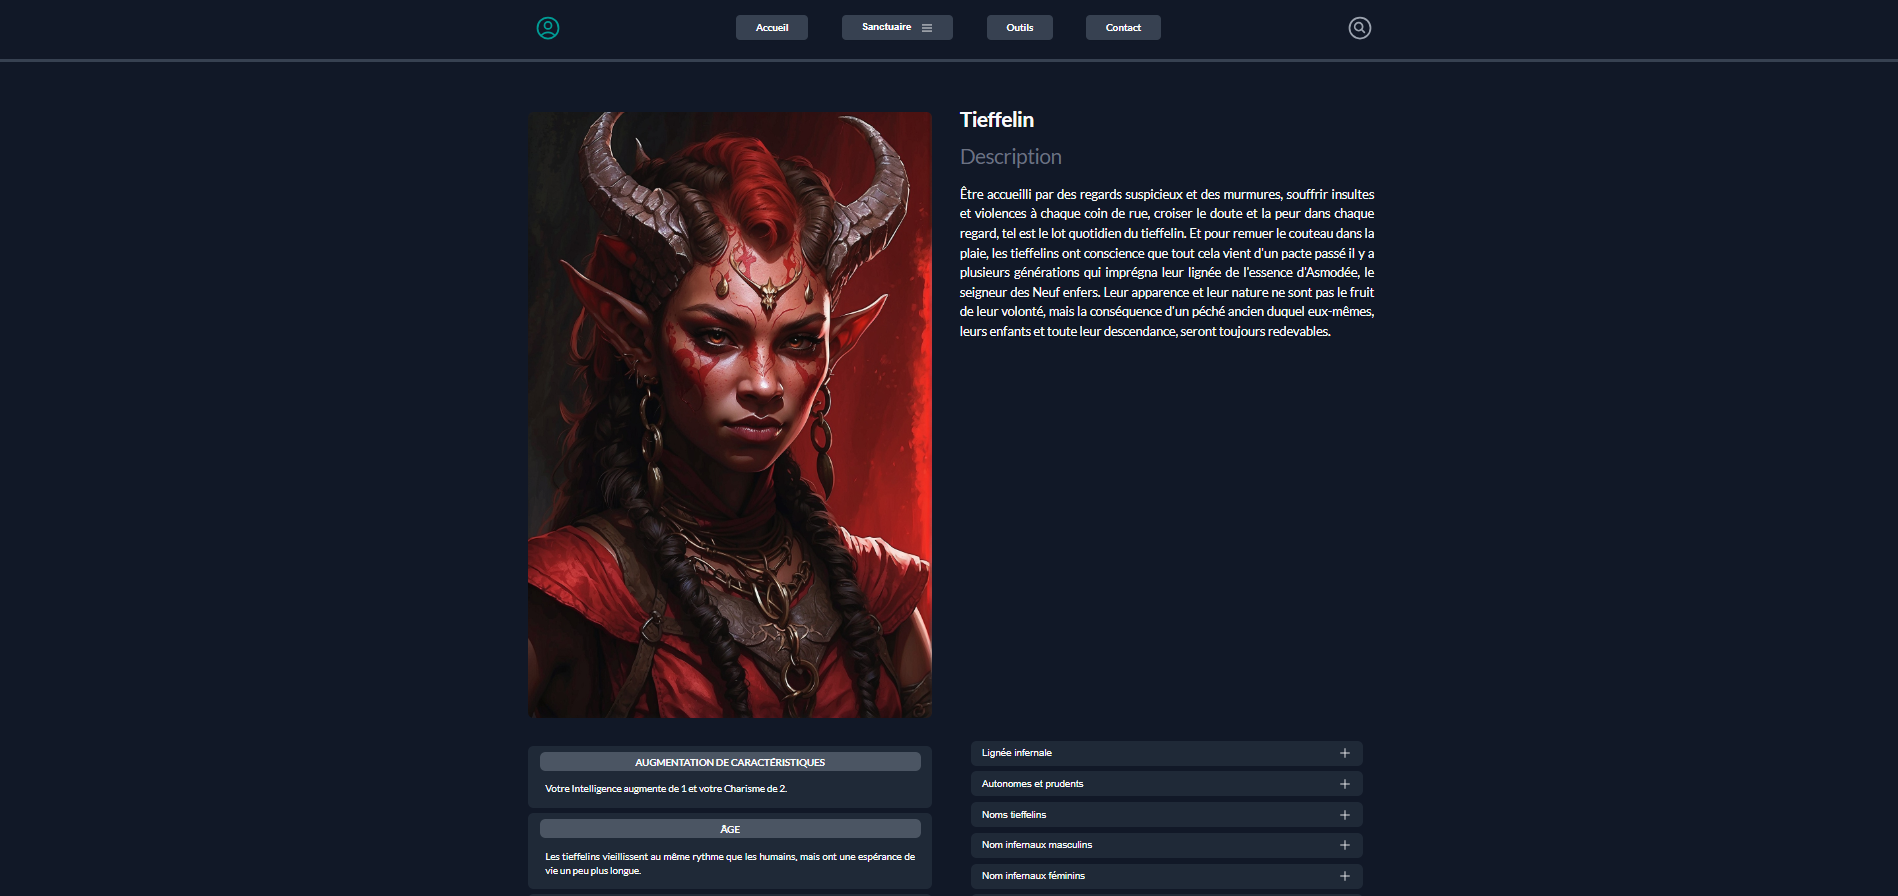 Accueil
Sanctuaire
Outils
Contact
Tieffelin
Description
Être accueilli par des regards suspicieux et des murmures, souffrir insultes
et violences à chaque coin de rue, croiser le doute et la peur dans chaque
regard, tel est le lot quotidien du tieffelin. Et pour remuer le couteau dans la
plaie, les tieffelins ont conscience que tout cela vient d'un pacte passé il y a
plusieurs générations qui imprégna leur lignée de l'essence d'Asmodée, le
seigneur des Neuf enfers. Leur apparence et leur nature ne sont pas le fruit
de leur volonté, mais la conséquence d'un péché ancien duquel eux-mêmes,
leurs enfants et toute leur descendance, seront toujours redevables.
AUGMENTATION DE CARACTÉRISTIQUES
Votre Intelligence augmente de 1 et votre Charisme de 2.
ÂGE
Les tieffelins vieillissent au même rythme que les humains, mais ont une espérance de
vie un peu plus longue.
Lignée infernale
Autonomes et prudents
Noms tieffelins
Nom infernaux masculins
Nom infernaux féminins